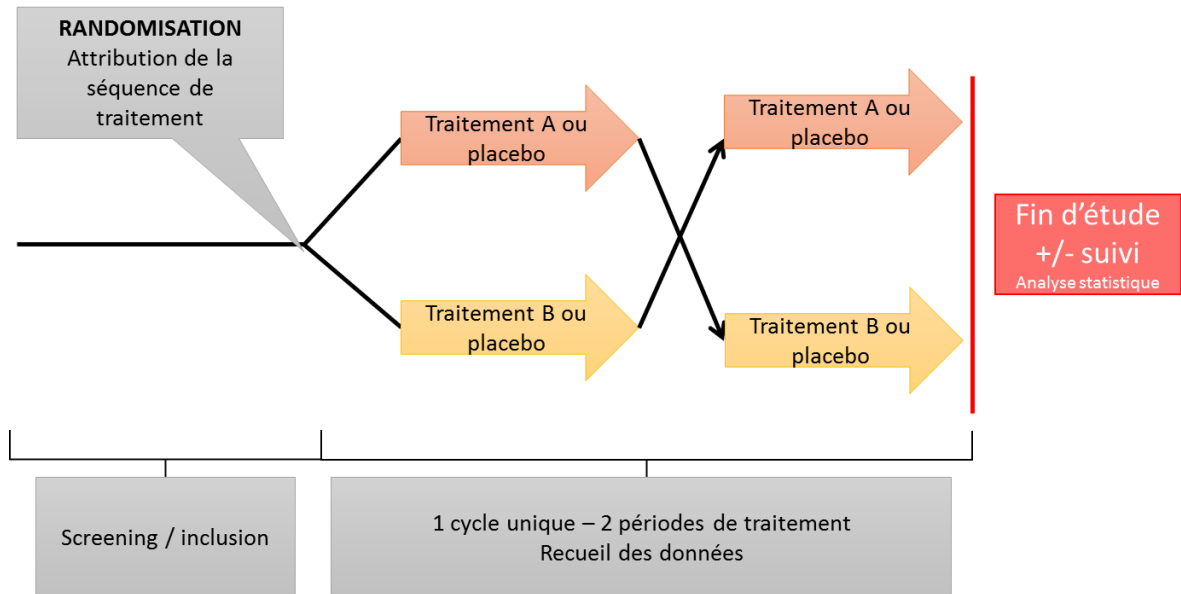 RANDOMISATION
Attribution de la
séquence de
traitement
Traitement A ou
placebo
Traitement A ou
placebo
Traitement B ou
placebo
Traitement B ou
placebo
Fin d’étude
+/- suivi
Analyse statistique
Screening / inclusion
1 cycle unique – 2 périodes de traitement
Recueil des données